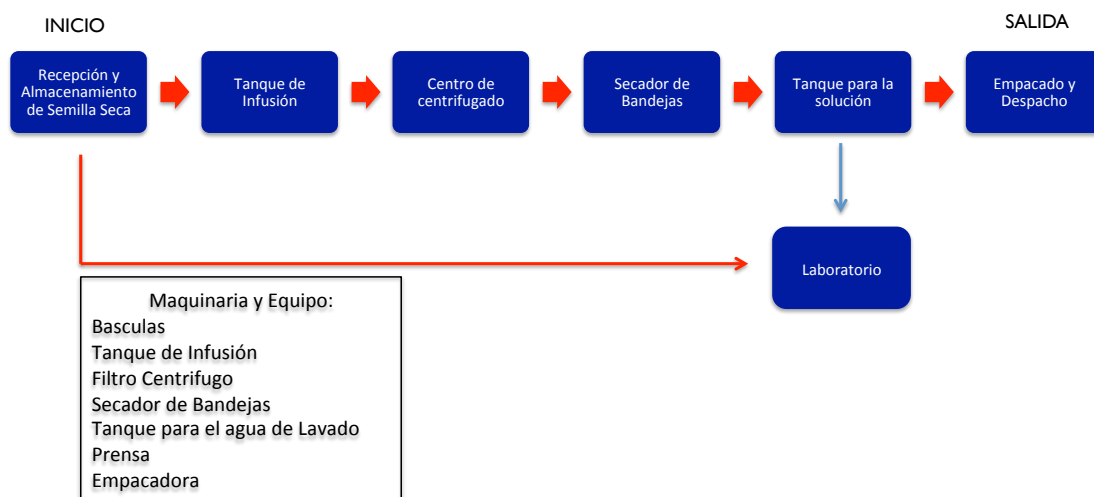 INICIO
SALIDA
Recepción y
Almacenamiento
de Semilla Seca
Tanque de
Infusión
Centro de
centrifugado
Secador de
Bandejas
Tanque para la
solución
Empacado y
Despacho
Laboratorio
Maquinaria y Equipo:
Basculas
Tanque de Infusión
Filtro Centrifugo
Secador de Bandejas
Tanque para el agua de Lavado
Prensa
Empacadora